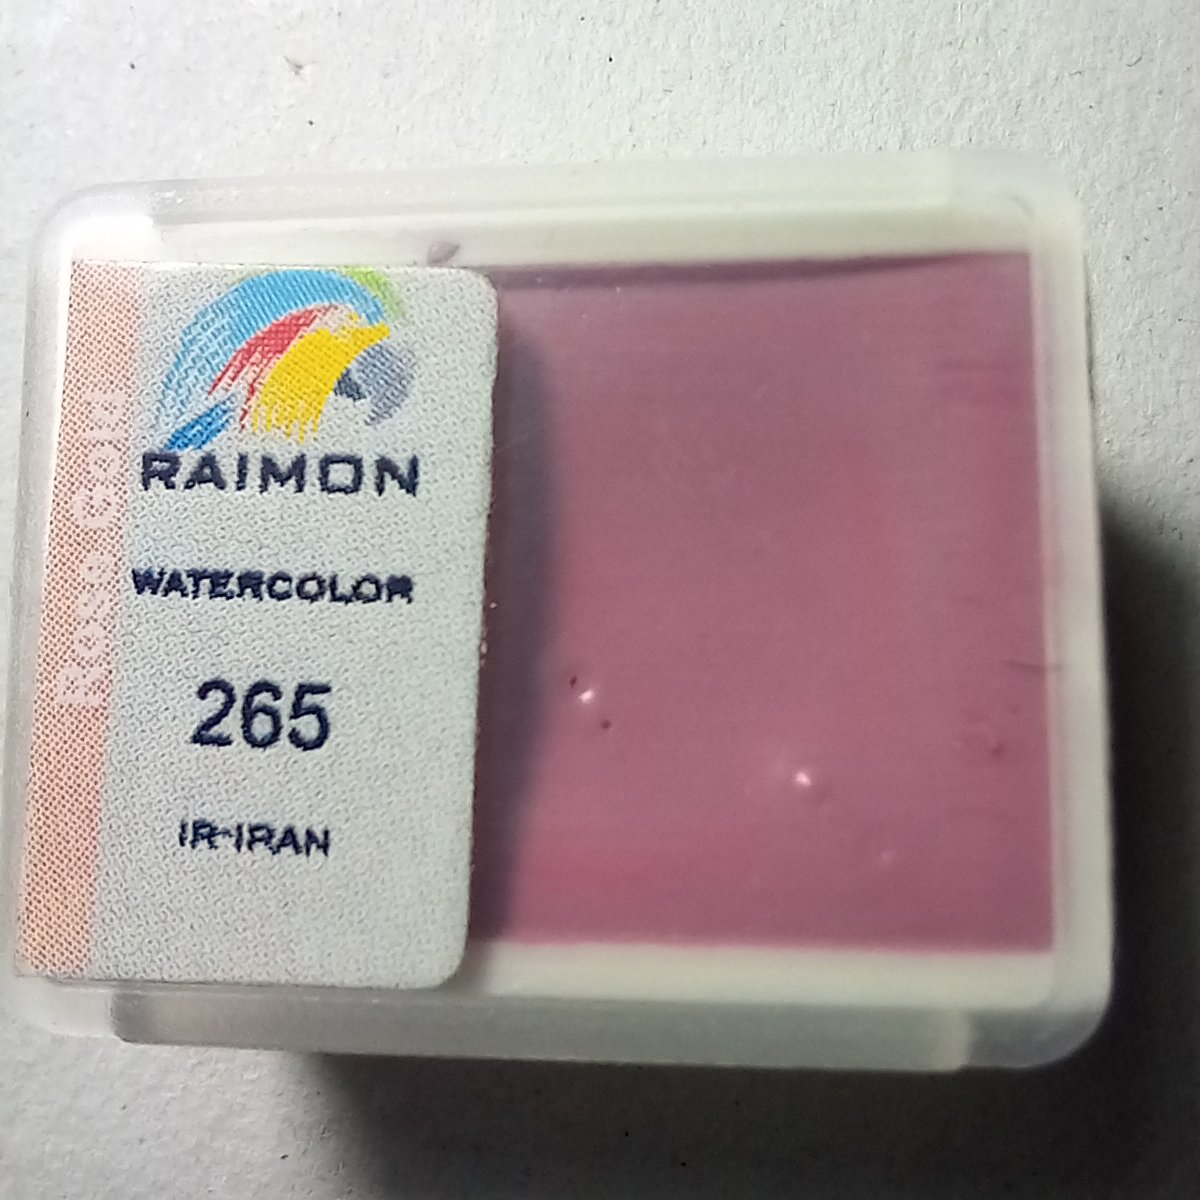 RAIMON
WATERCOLOR
265
IR-IRAN
Rose Gold